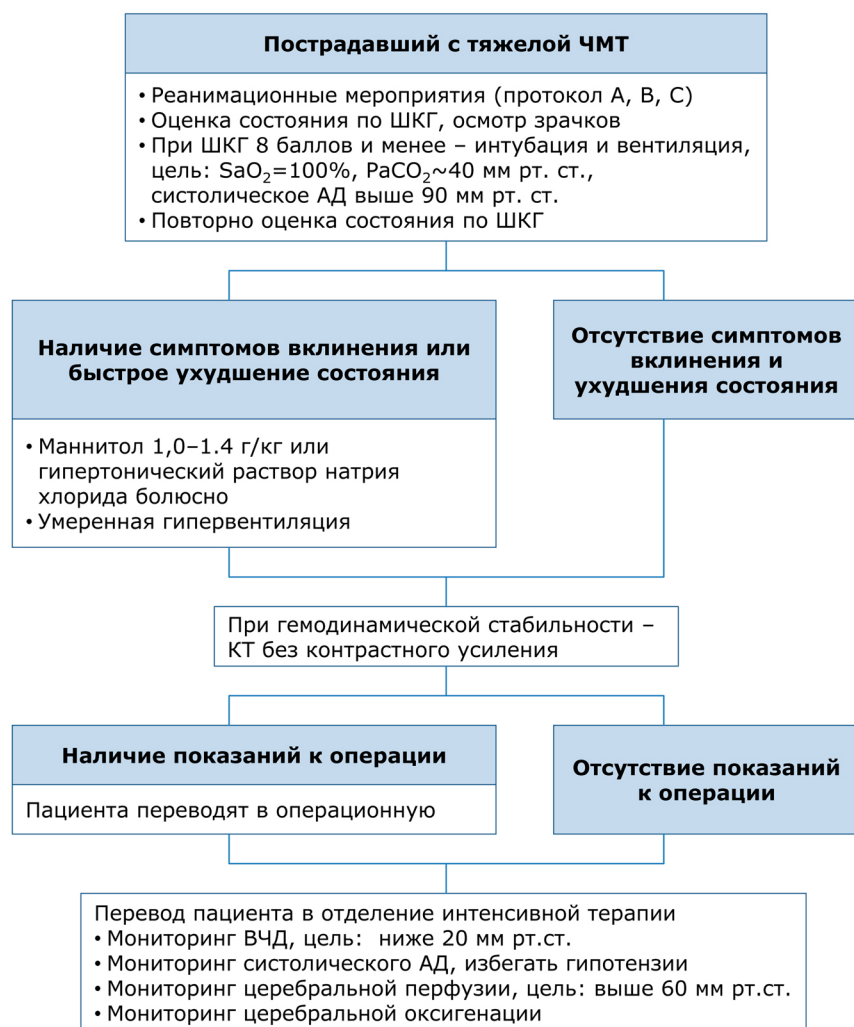 Пострадавший с тяжелой ЧМТ
• Реанимационные мероприятия (протокол А, В, С)
• Оценка состояния по ШКГ, осмотр зрачков
• При ШКГ 8 баллов и менее – интубация и вентиляция,
цель: SaO₂=100%, PaCO₂~40 мм рт. ст.,
систолическое АД выше 90 мм рт. ст.
• Повторно оценка состояния по ШКГ
Наличие симптомов вклинения или
быстрое ухудшение состояния
• Маннитол 1,0–1.4 г/кг или
гипертонический раствор натрия
хлорида болюсно
• Умеренная гипервентиляция
Отсутствие симптомов
вклинения и
ухудшения состояния
При гемодинамической стабильности –
КТ без контрастного усиления
Наличие показаний к операции
Пациента переводят в операционную
Отсутствие показаний
к операции
Перевод пациента в отделение интенсивной терапии
• Мониторинг ВЧД, цель: ниже 20 мм рт.ст.
• Мониторинг систолического АД, избегать гипотензии
• Мониторинг церебральной перфузии, цель: выше 60 мм рт.ст.
• Мониторинг церебральной оксигенации